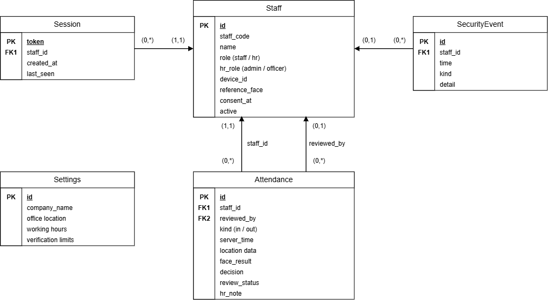 Session
PK token
FK1 staff_id
created_at
last_seen
(0,*) (1,1)
Staff
PK id
staff_code
name
role (staff / hr)
hr_role (admin / officer)
device_id
reference_face
consent_at
active
(0,1) (0,*)
SecurityEvent
PK id
FK1 staff_id
time
kind
detail
(1,1) (0,1)
staff_id reviewed_by
(0,*) (0,*)
Settings
PK id
company_name
office location
working hours
verification limits
Attendance
PK id
FK1 staff_id
FK2 reviewed_by
kind (in / out)
server_time
location data
face_result
decision
review_status
hr_note